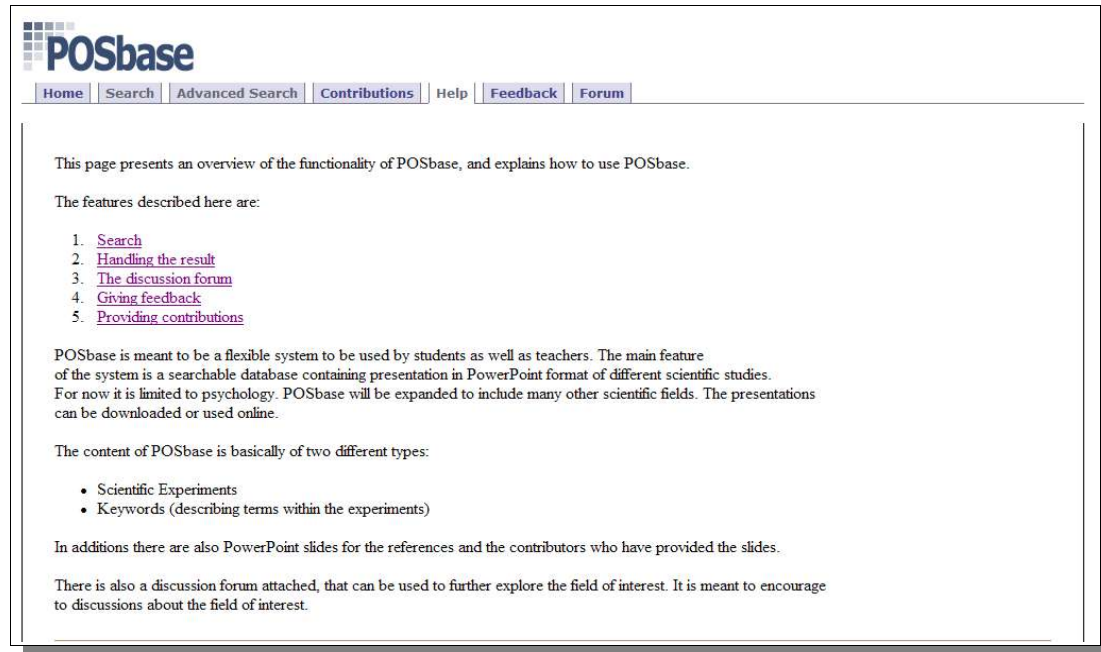 POSbase
Home Search Advanced Search Contributions Help Feedback Forum
This page presents an overview of the functionality of POSbase, and explains how to use POSbase.
The features described here are:
1. Search
2. Handling the result
3. The discussion forum
4. Giving feedback
5. Providing contributions
POSbase is meant to be a flexible system to be used by students as well as teachers. The main feature
of the system is a searchable database containing presentation in PowerPoint format of different scientific studies.
For now it is limited to psychology. POSbase will be expanded to include many other scientific fields. The presentations
can be downloaded or used online.
The content of POSbase is basically of two different types:
• Scientific Experiments
• Keywords (describing terms within the experiments)
In additions there are also PowerPoint slides for the references and the contributors who have provided the slides.
There is also a discussion forum attached, that can be used to further explore the field of interest. It is meant to encourage
to discussions about the field of interest.